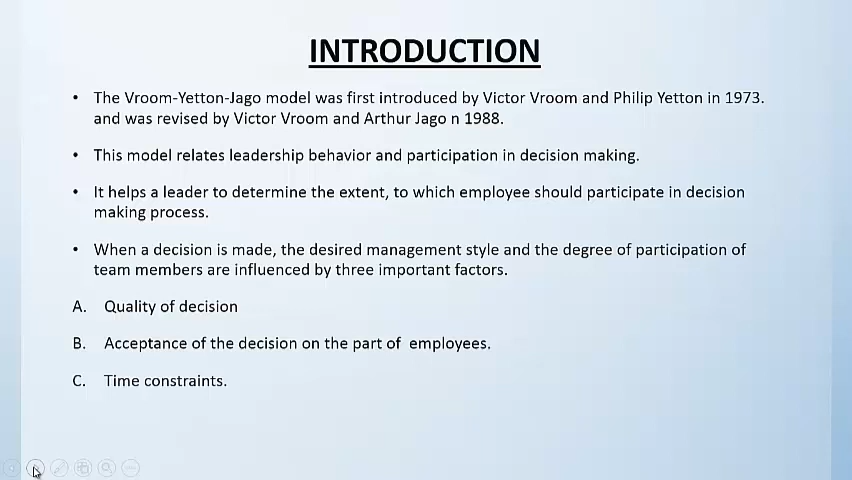 INTRODUCTION
• The Vroom-Yetton-Jago model was first introduced by Victor Vroom and Philip Yetton in 1973.
and was revised by Victor Vroom and Arthur Jago n 1988.
• This model relates leadership behavior and participation in decision making.
• It helps a leader to determine the extent, to which employee should participate in decision
making process.
• When a decision is made, the desired management style and the degree of participation of
team members are influenced by three important factors.
A. Quality of decision
B. Acceptance of the decision on the part of employees.
C. Time constraints.